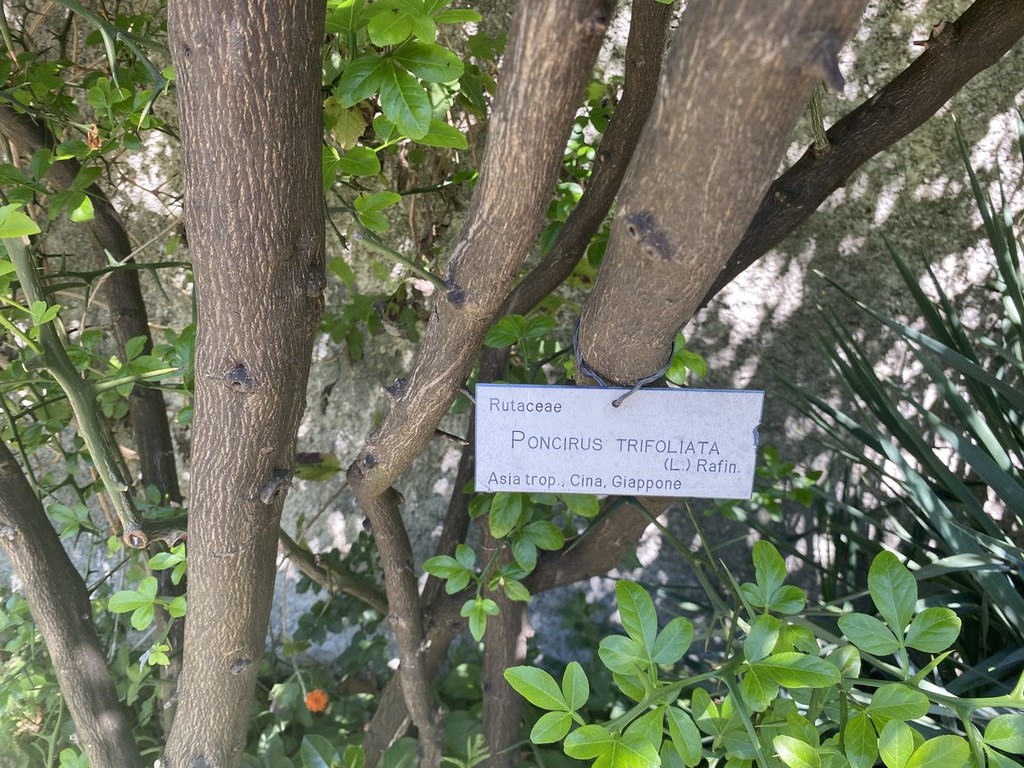 Rutaceae
PONCIRUS TRIFOLIATA
(L.) Rafin.
Asia trop., Cina, Giappone